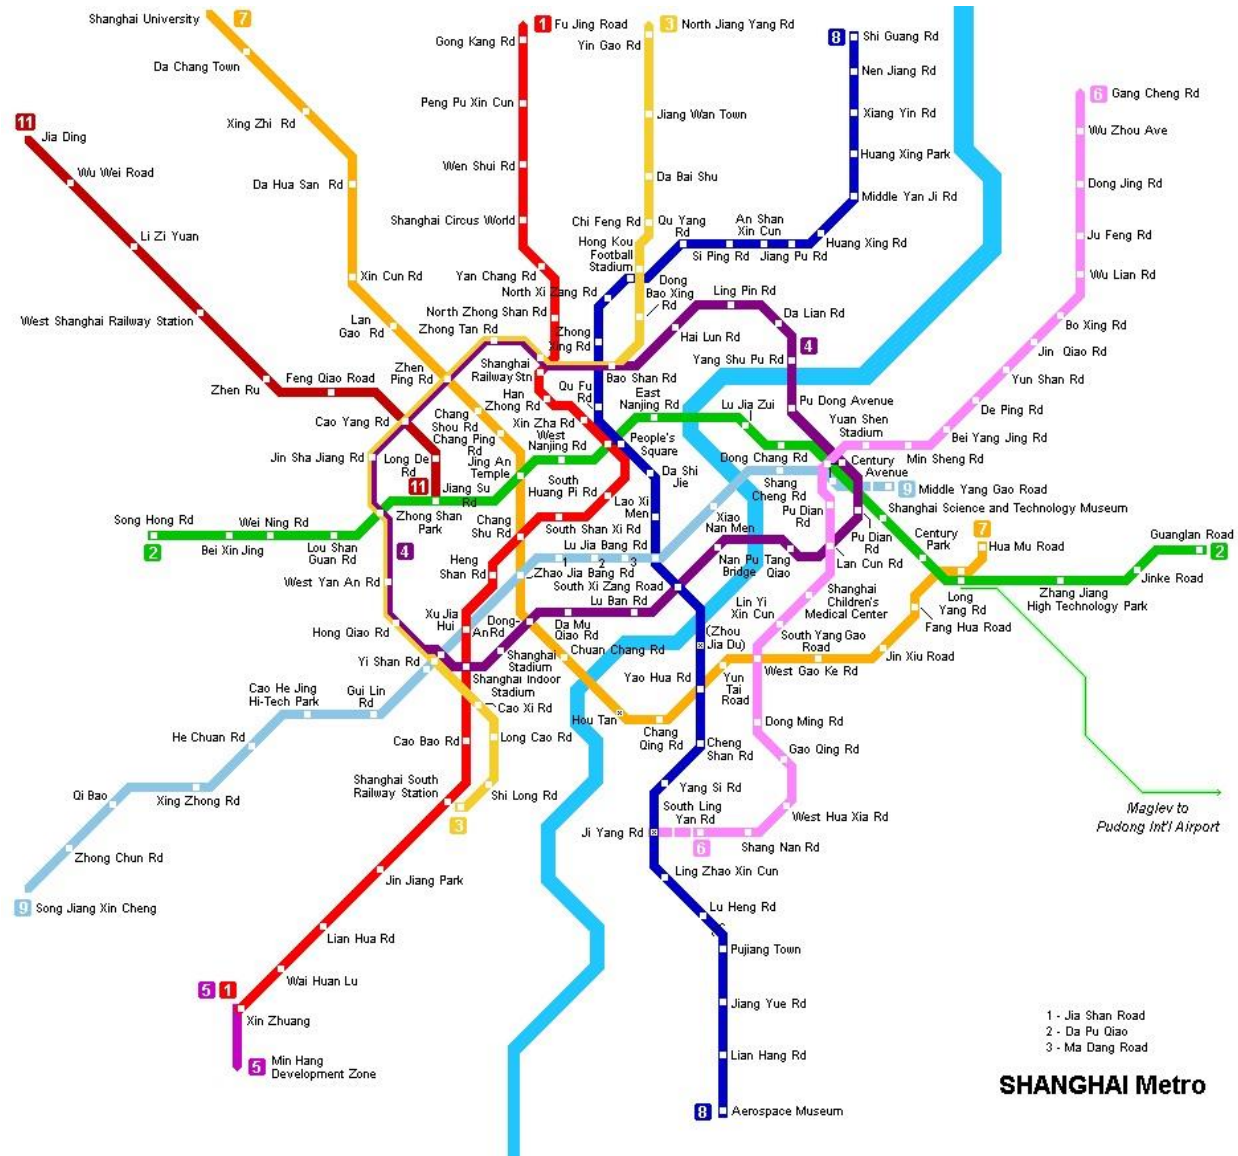 Shanghai University
7
1
Fu Jing Road
3
North Jiang Yang Rd
Gong Kang Rd
Yin Gao Rd
8
Shi Guang Rd
Da Chang Town
Nen Jiang Rd
6
Gang Cheng Rd
Peng Pu Xin Cun
Jiang Wan Town
Xiang Yin Rd
11
Jia Ding
Xing Zhi Rd
Wu Zhou Ave
Wu Wei Road
Wen Shui Rd
Huang Xing Park
Da Hua San Rd
Da Bai Shu
Dong Jing Rd
Middle Yan Ji Rd
Shanghai Circus World
Chi Feng Rd
Qu Yang
Rd
An Shan
Xin Cun
Li Zi Yuan
Hong Kou
Football
Stadium
Si Ping Rd
Jiang Pu Rd
Huang Xing Rd
Ju Feng Rd
Xin Cun Rd
Yan Chang Rd
Dong
Bao Xing
Rd
Wu Lian Rd
North Xi Zang Rd
Ling Pin Rd
North Zhong Shan Rd
West Shanghai Railway Station
Lan
Gao Rd
Zhong Tan Rd
Zhong
Xing Rd
Hai Lun Rd
Da Lian Rd
Bo Xing Rd
4
Jin Qiao Rd
Zhen
Ping Rd
Shanghai
Railway Stn
Bao Shan Rd
Yang Shu Pu Rd
Yun Shan Rd
Zhen Ru
Feng Qiao Road
Han
Zhong Rd
Qu Fu
Rd
East
Nanjing Rd
Lu Jia Zui
Pu Dong Avenue
De Ping Rd
Cao Yang Rd
Chang
Shou Rd
Xin Zha Rd
Yuan Shen
Stadium
Bei Yang Jing Rd
Chang Ping
Rd
West
Nanjing Rd
People's
Square
Dong Chang Rd
Min Sheng Rd
Jin Sha Jiang Rd
Long De
Rd
Jing An
Temple
Da Shi
Jie
Shang
Cheng Rd
Century
Avenue
11
Jiang Su
Rd
South
Huang Pi Rd
9
Middle Yang Gao Road
Zhong Shan
Park
Lao Xi
Men
Xiao
Nan Men
Pu Dian
Rd
Shanghai Science and Technology Museum
Song Hong Rd
Wei Ning Rd
Chang
Shu Rd
South Shan Xi Rd
Century
Park
7
Hua Mu Road
Guanglan Road
2
Bei Xin Jing
Lou Shan
Guan Rd
4
Heng
Shan Rd
Lu Jia Bang Rd
1
2
3
Nan Pu
Bridge
Tang
Qiao
Pu Dian
Rd
Lan Cun Rd
2
Jinke Road
West Yan An Rd
Zhao Jia Bang Rd
South Xi Zang Road
Long
Yang Rd
Zhang Jiang
High Technology Park
Xu Jia
Hui
Lu Ban Rd
Lin Yi
Xin Cun
Shanghai
Children's
Medical Center
Hong Qiao Rd
Dong-
An Rd
Da Mu
Qiao Rd
(Zhou
Jia Du)
South Yang Gao
Road
Fang Hua Road
Yi Shan Rd
Shanghai
Stadium
Chuan Chang Rd
Jin Xiu Road
Shanghai Indoor
Stadium
Yao Hua Rd
Yun
Tai
Road
West Gao Ke Rd
Cao He Jing
Hi-Tech Park
Gui Lin
Rd
Cao Xi Rd
Hou Tan
Chang
Qing Rd
Dong Ming Rd
He Chuan Rd
Cao Bao Rd
Long Cao Rd
Cheng
Shan Rd
Gao Qing Rd
Shanghai South
Railway Station
Shi Long Rd
Yang Si Rd
Qi Bao
Xing Zhong Rd
3
South Ling
Yan Rd
West Hua Xia Rd
Maglev to
Pudong Int'l Airport
Ji Yang Rd
6
Shang Nan Rd
Zhong Chun Rd
Jin Jiang Park
Ling Zhao Xin Cun
9
Song Jiang Xin Cheng
Lu Heng Rd
Lian Hua Rd
Pujiang Town
Wai Huan Lu
5
1
Jiang Yue Rd
Xin Zhuang
1 - Jia Shan Road
2 - Da Pu Qiao
3 - Ma Dang Road
5
Min Hang
Development Zone
Lian Hang Rd
SHANGHAI Metro
8
Aerospace Museum